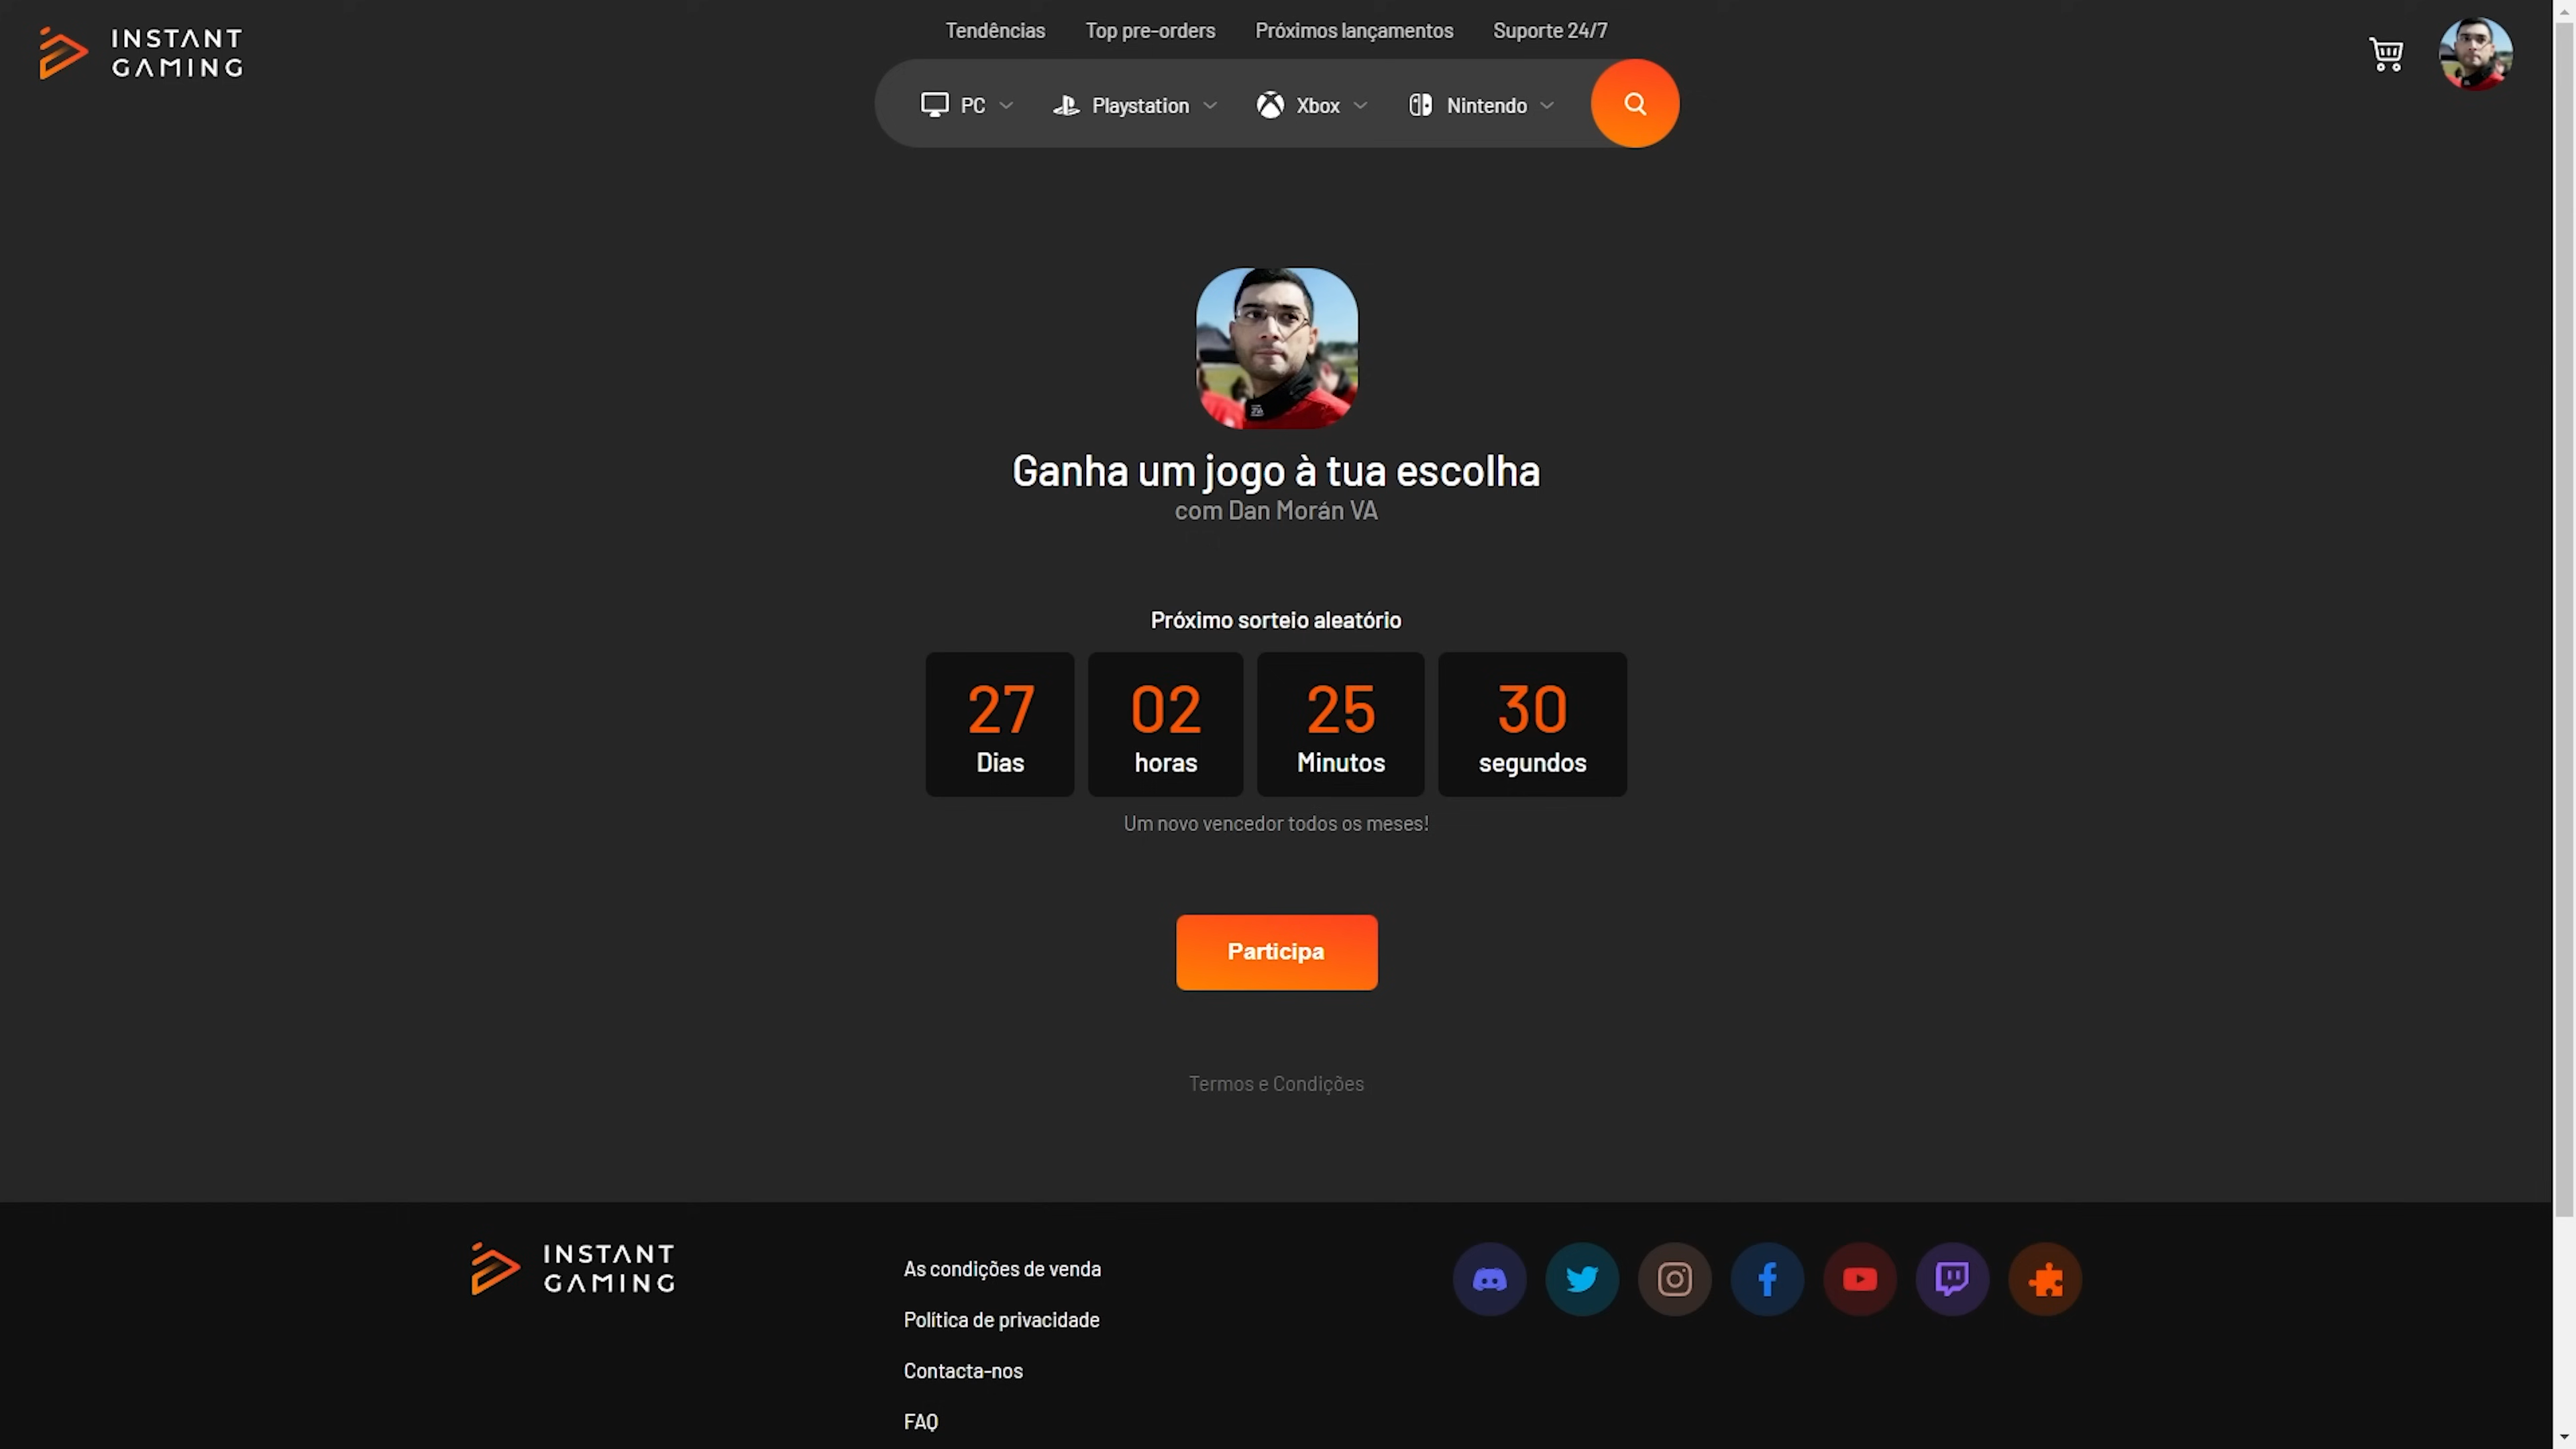 INSTANT
GAMING
Tendências
Top pre-orders
Próximos lançamentos
Suporte 24/7
PC
Playstation
Xbox
Nintendo
Ganha um jogo à tua escolha
com Dan Morán VA
Próximo sorteio aleatório
27
Dias
02
horas
25
Minutos
30
segundos
Um novo vencedor todos os meses!
Participa
Termos e Condições
INSTANT
GAMING
As condições de venda
Política de privacidade
Contacta-nos
FAQ